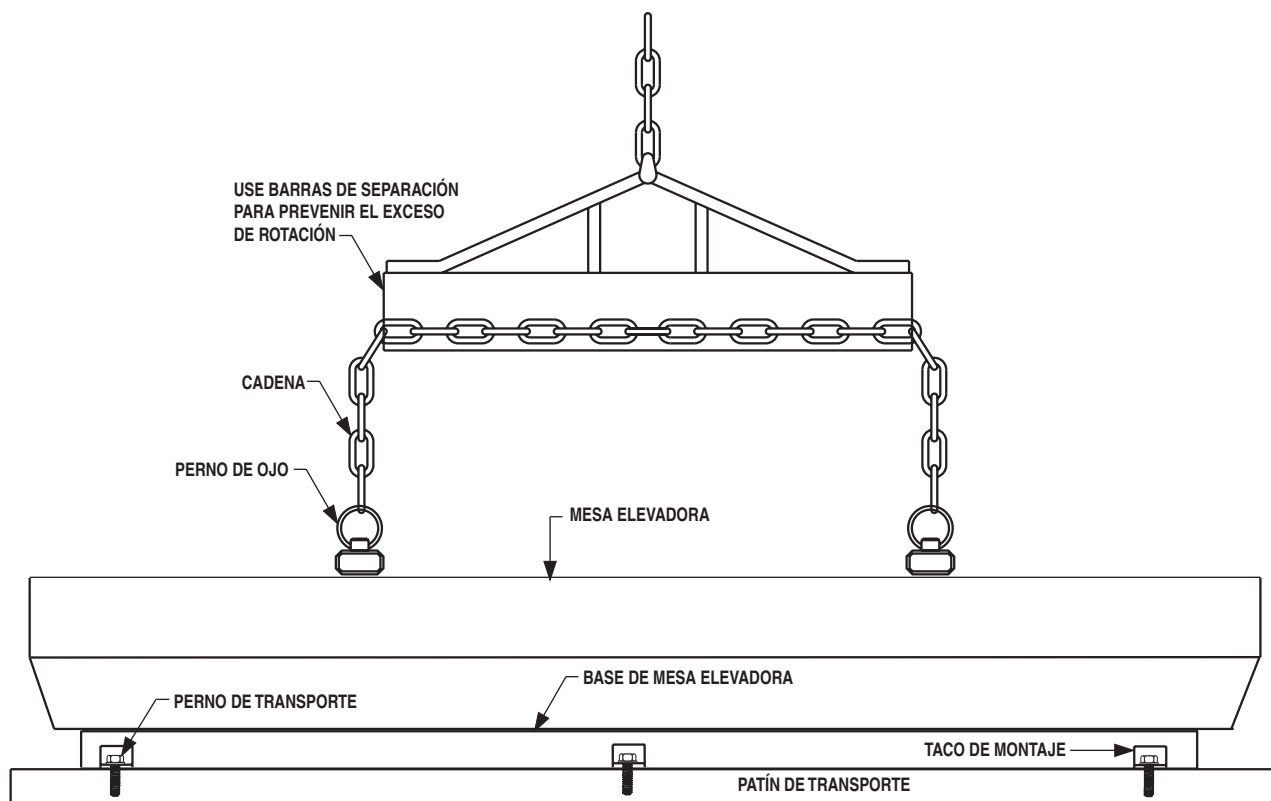 USE BARRAS DE SEPARACIÓN
PARA PREVENIR EL EXCESO
DE ROTACIÓN
CADENA
PERNO DE OJO
MESA ELEVADORA
BASE DE MESA ELEVADORA
PERNO DE TRANSPORTE
TACO DE MONTAJE
PATÍN DE TRANSPORTE